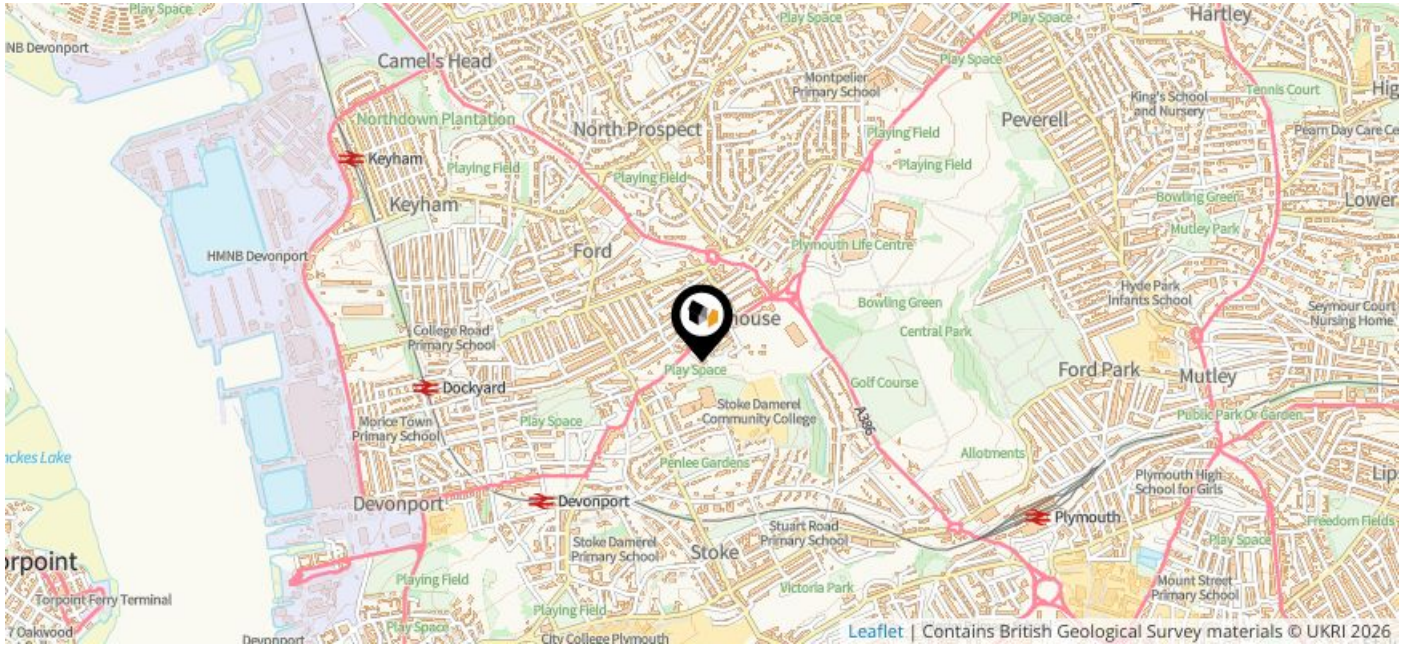 Play Space
Play Space
Play Space
Hartley
NB Devonport
Camel's Head
Play Space
Montpelier
Primary School
King's School
and Nursery
Tennis Court
Hig
Northdown Plantation
North Prospect
Playing Field
Peverell
Pearn Day Care Ce
Keyham
Playing Field
Playing Field
Playing Field
Keyham
Bowling Green
Lower
Mutley Park
Ford
Plymouth Life Centre
HMNB Devonport
Hyde Park
Infants School
Bowling Green
Seymour Court
Nursing Home
house
Central Park
College Road
Primary School
Play Space
Ford Park
Mutley
Dockyard
Golf Course
Stoke Damerel
Community College
A386
Public Park Or Garden
Morice Town
Primary School
Play Space
nckes Lake
Penlee Gardens
Allotments
Plymouth High
School for Girls
Lip
Devonport
Devonport
Plymouth
Freedom Fields
Stuart Road
Primary School
Stoke Damerel
Primary School
Stoke
Play Space
orpoint
Playing Field
Victoria Park
Mount Street
Primary School
Torpoint Ferry Terminal
Playing Field
Play Space
7 Oakwood
Devonport
City College Plymouth
Leaflet | Contains British Geological Survey materials © UKRI 2026